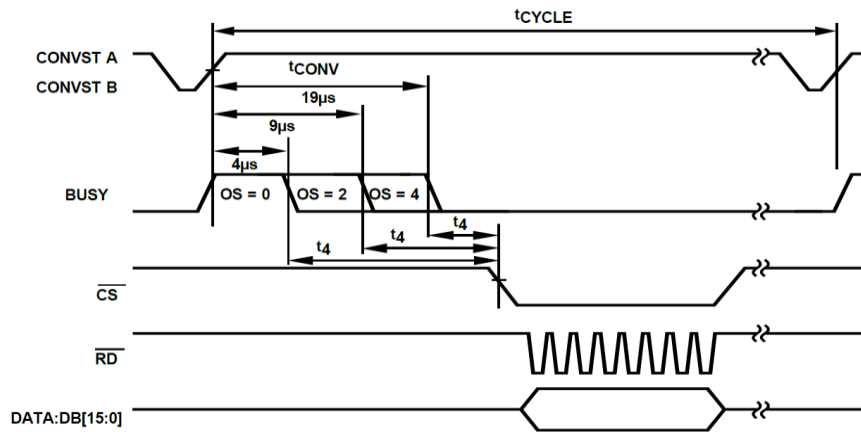 tCYCLE
CONVST A
CONVST B
tCONV
19µs
9µs
4µs
BUSY
OS = 0
OS = 2
OS = 4
t4
t4
t4
CS
RD
DATA:DB[15:0]